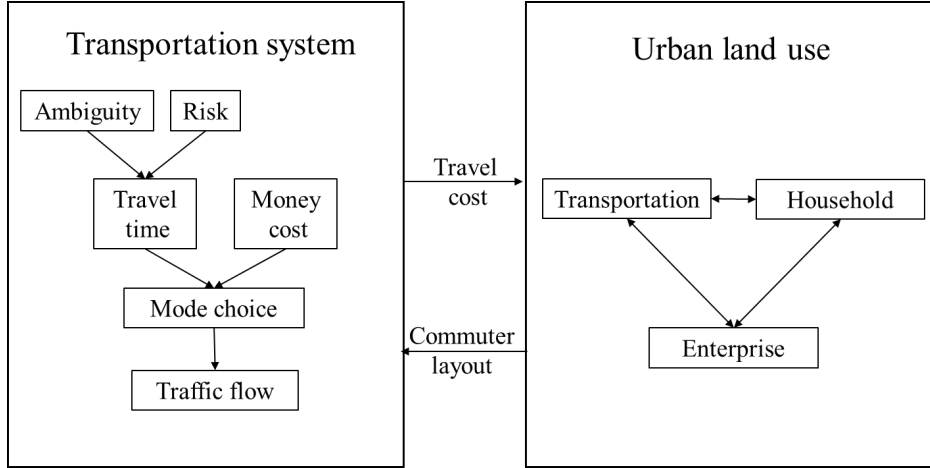 Transportation system
Ambiguity
Risk
Travel
time
Money
cost
Mode choice
Traffic flow
Travel
cost
Commuter
layout
Urban land use
Transportation
Household
Enterprise